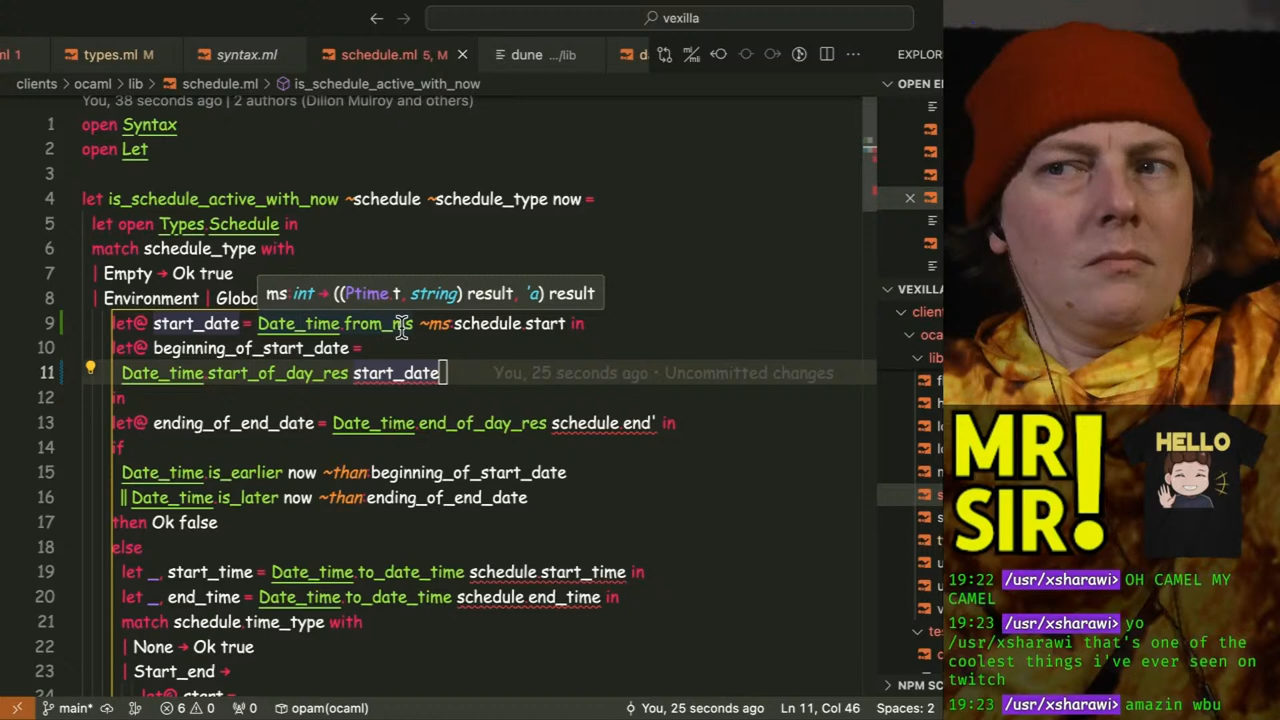 vexilla
ml 1
types.ml M
syntax.ml
schedule.ml 5, M
dune .../lib
da
EXPLOR
clients > ocaml > lib > schedule.ml > is_schedule_active_with_now
OPEN E
You, 38 seconds ago | 2 authors (Dillon Mulroy and others)
1 open Syntax
2 open Let
3
4 let is_schedule_active_with_now ~schedule ~schedule_type now =
5 let open Types.Schedule in
6 match schedule_type with
7 | Empty → Ok true
8 | Environment | Globa
ms:int → ((Ptime.t, string) result, 'a) result
9 let@ start_date = Date_time.from_ms ~ms:schedule.start in
10 let@ beginning_of_start_date =
11 Date_time.start_of_day_res start_date You, 25 seconds ago • Uncommitted changes
12 in
13 let@ ending_of_end_date = Date_time.end_of_day_res schedule.end' in
14 if
15 Date_time.is_earlier now ~than:beginning_of_start_date
16 || Date_time.is_later now ~than:ending_of_end_date
17 then Ok false
18 else
19 let _, start_time = Date_time.to_date_time schedule.start_time in
20 let _, end_time = Date_time.to_date_time schedule.end_time in
21 match schedule.time_type with
22 | None → Ok true
23 | Start_end →
24 let@ start =
VEXILLA
clien
oca
lib
te
NPM SC
main*
6 0
0
opam(ocaml)
You, 25 seconds ago
Ln 11, Col 46
Spaces: 2
MR
SIR!
HELLO
19:22 /usr/xsharawi> OH CAMEL MY
CAMEL
19:23 /usr/xsharawi> yo
/usr/xsharawi that's one of the
coolest things i've ever seen on
twitch
19:23 /usr/xsharawi> amazin wbu